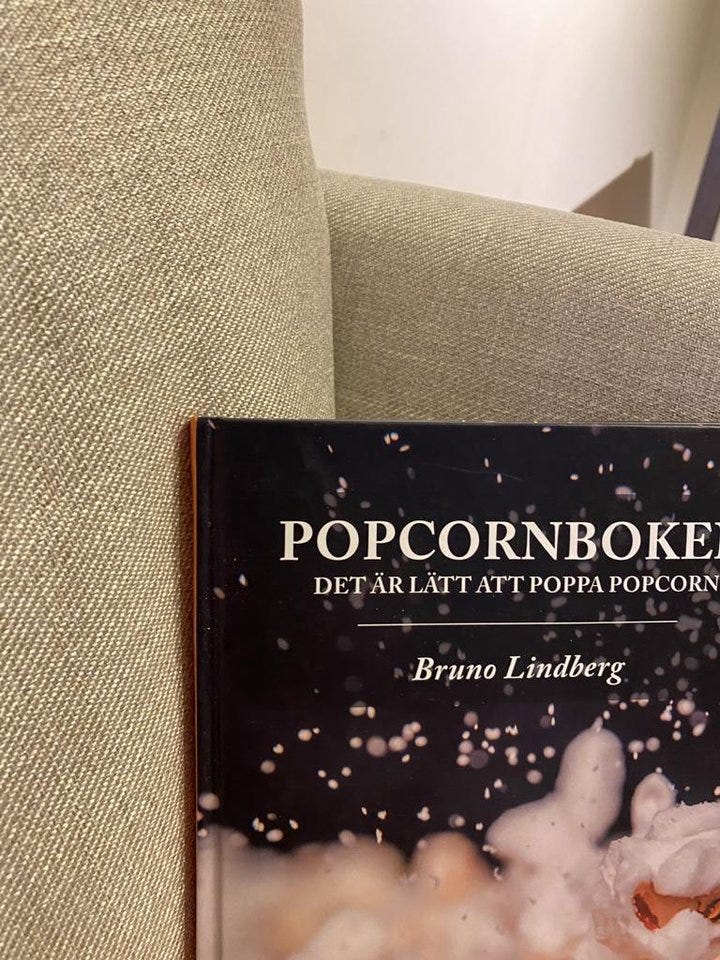 POPCORNBOKEN
DET ÄR LÄTT ATT POPPA POPCORN
Bruno Lindberg